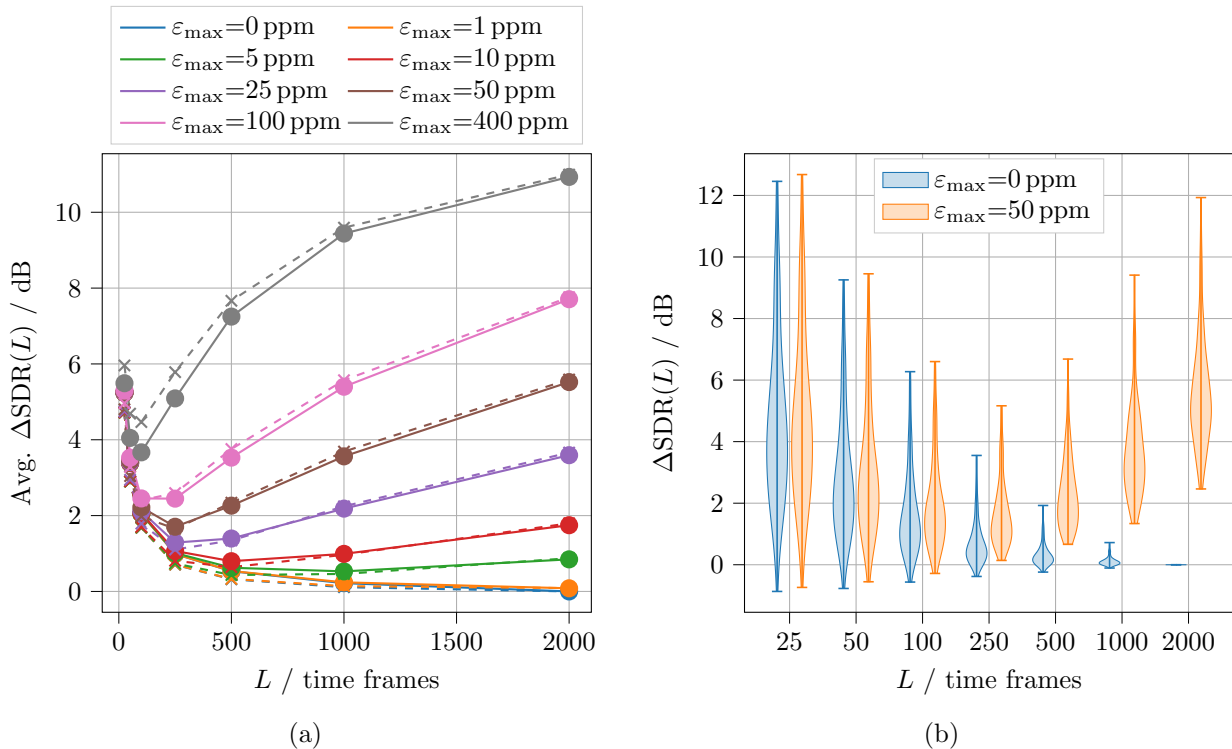 εmax=0 ppm εmax=1 ppm
εmax=5 ppm εmax=10 ppm
εmax=25 ppm εmax=50 ppm
εmax=100 ppm εmax=400 ppm
Avg. ΔSDR(L) / dB
10
8
6
4
2
0
0 500 1000 1500 2000
L / time frames
(a)
εmax=0 ppm
εmax=50 ppm
ΔSDR(L) / dB
12
10
8
6
4
2
0
25 50 100 250 500 1000 2000
L / time frames
(b)